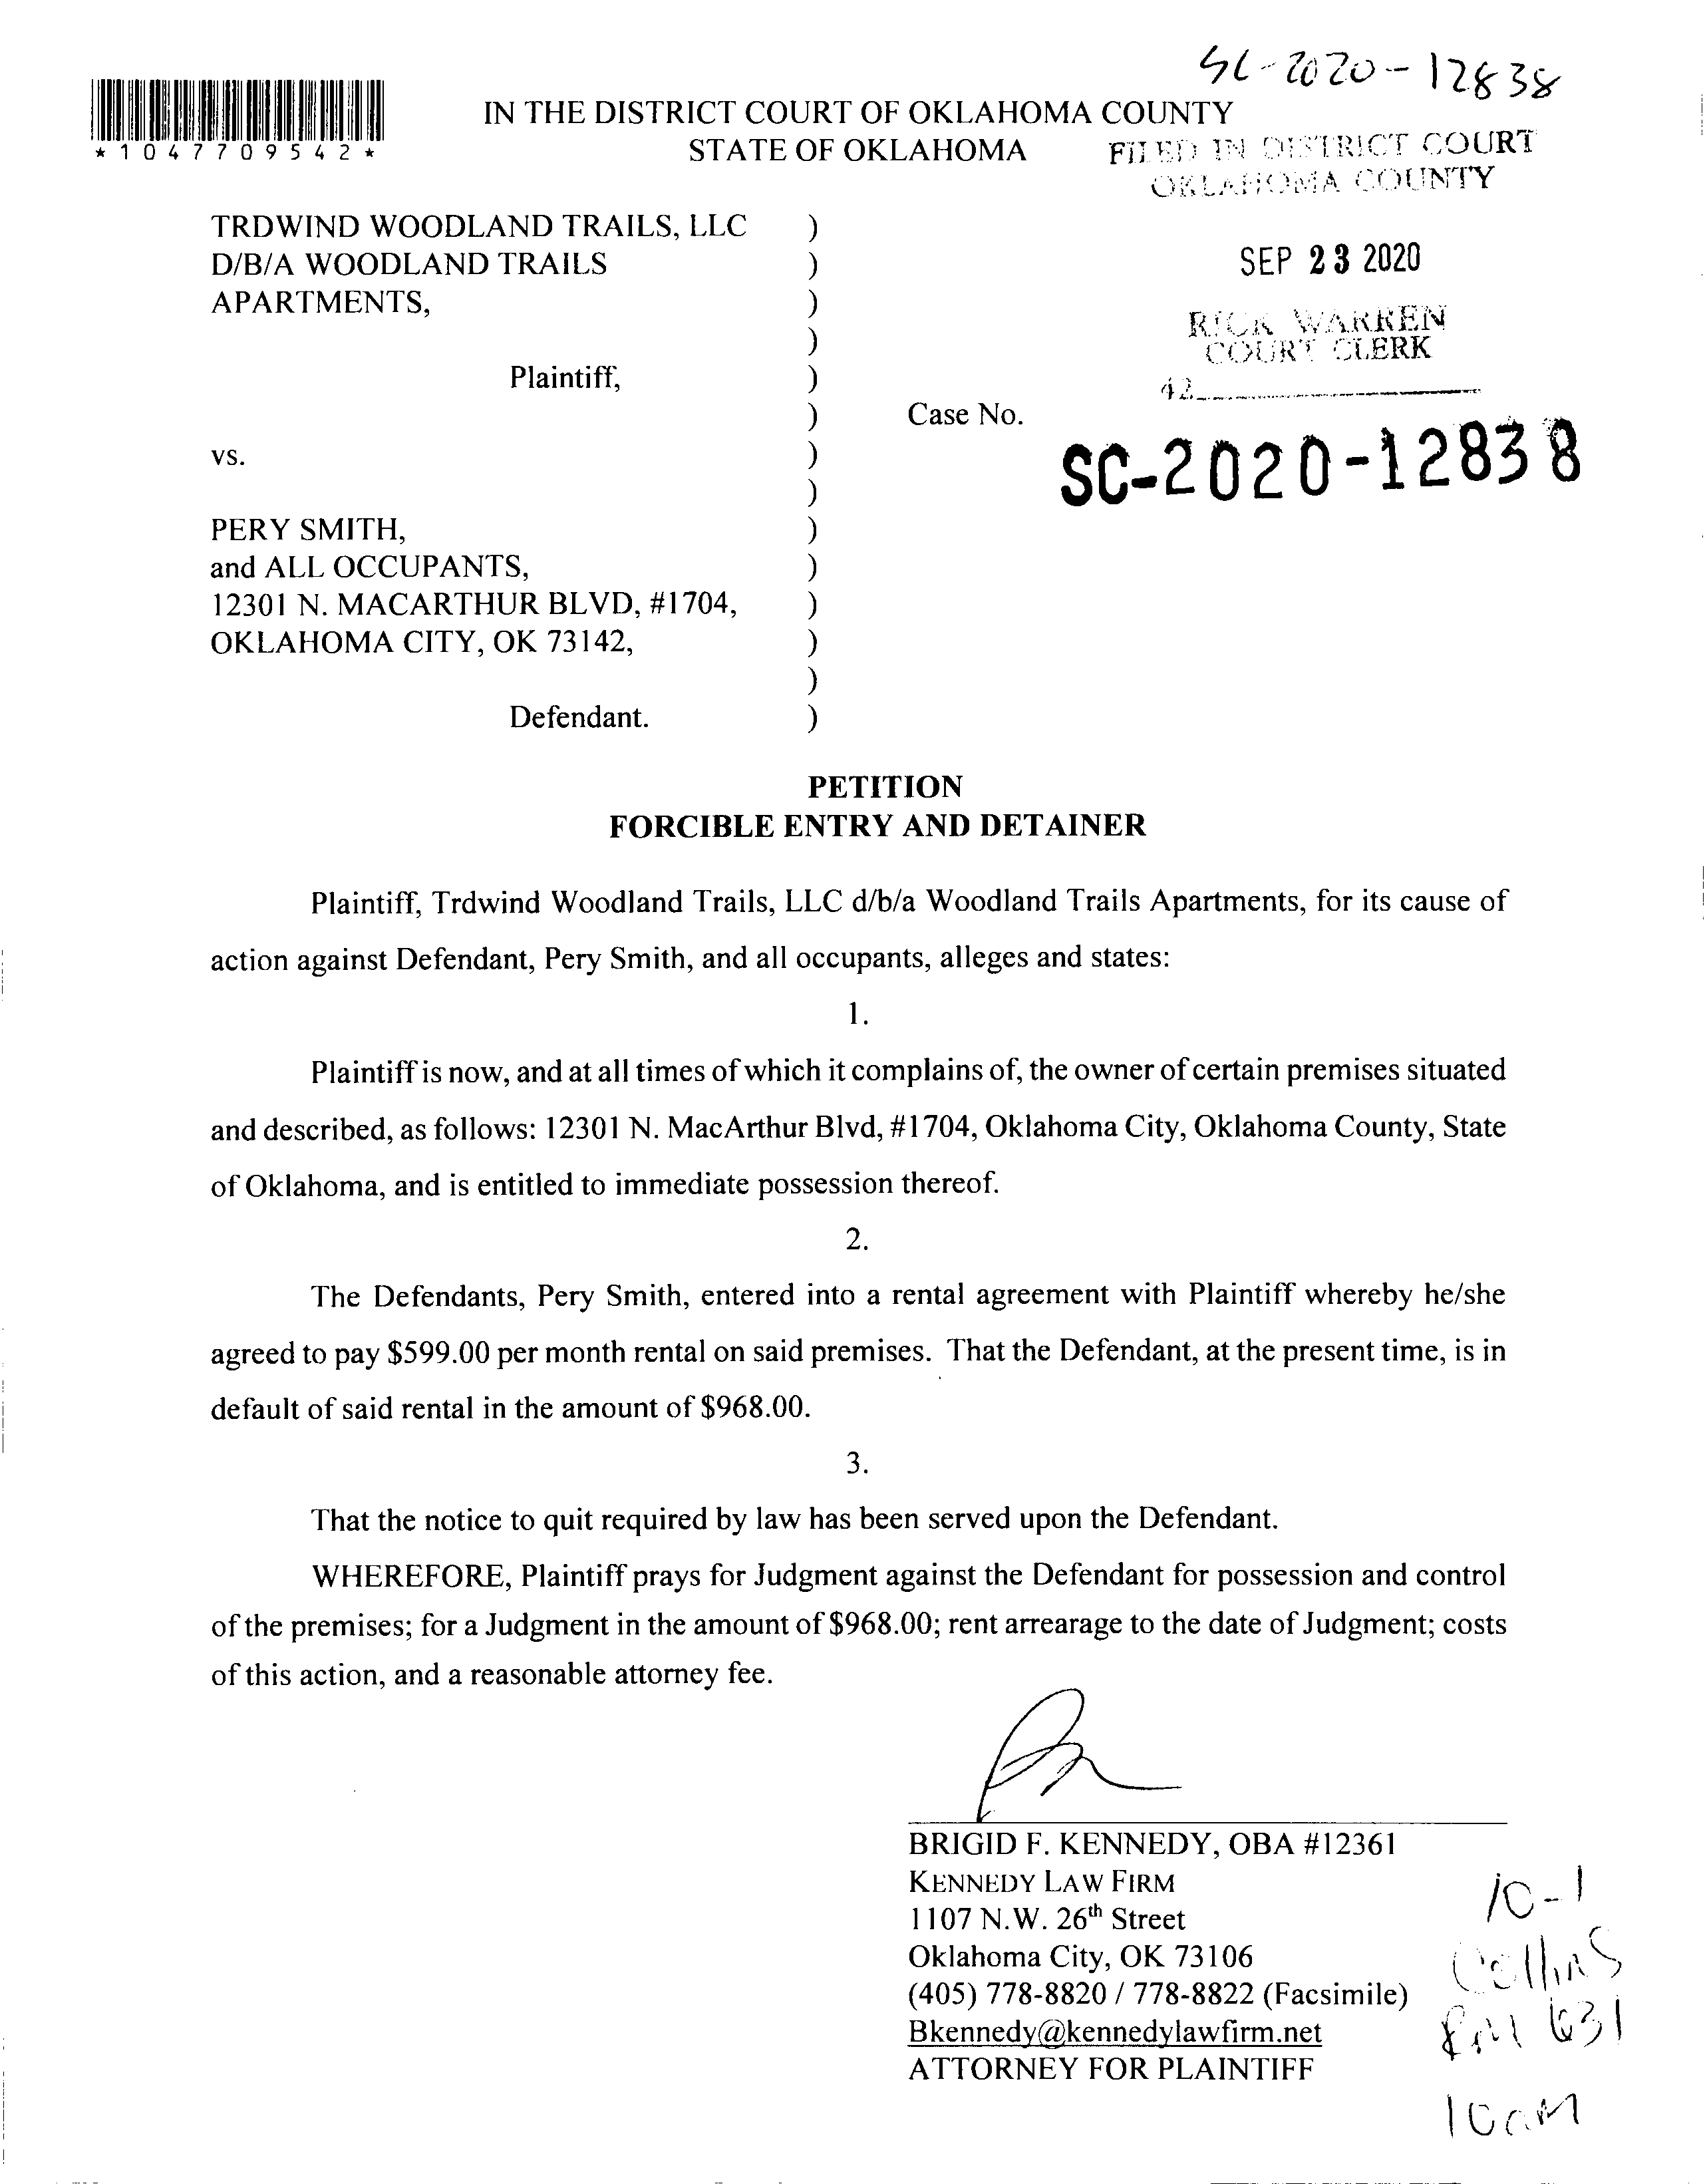 SC-2020-12838
*1047709542*
IN THE DISTRICT COURT OF OKLAHOMA COUNTY
STATE OF OKLAHOMA
FILED IN DISTRICT COURT
OKLAHOMA COUNTY
TRDWIND WOODLAND TRAILS, LLC )
D/B/A WOODLAND TRAILS )
APARTMENTS, )
)
SEP 23 2020
RICK WARREN
COURT CLERK
42
Plaintiff, )
) Case No.
vs. )
SC-2020-12838
)
PERY SMITH, )
and ALL OCCUPANTS, )
12301 N. MACARTHUR BLVD, #1704, )
OKLAHOMA CITY, OK 73142, )
)
Defendant. )
PETITION
FORCIBLE ENTRY AND DETAINER
Plaintiff, Trdwind Woodland Trails, LLC d/b/a Woodland Trails Apartments, for its cause of
action against Defendant, Pery Smith, and all occupants, alleges and states:
1.
Plaintiff is now, and at all times of which it complains of, the owner of certain premises situated
and described, as follows: 12301 N. MacArthur Blvd, #1704, Oklahoma City, Oklahoma County, State
of Oklahoma, and is entitled to immediate possession thereof.
2.
The Defendants, Pery Smith, entered into a rental agreement with Plaintiff whereby he/she
agreed to pay $599.00 per month rental on said premises. That the Defendant, at the present time, is in
default of said rental in the amount of $968.00.
3.
That the notice to quit required by law has been served upon the Defendant.
WHEREFORE, Plaintiff prays for Judgment against the Defendant for possession and control
of the premises; for a Judgment in the amount of $968.00; rent arrearage to the date of Judgment; costs
of this action, and a reasonable attorney fee.
BRIGID F. KENNEDY, OBA #12361
KENNEDY LAW FIRM
1107 N.W. 26th Street
Oklahoma City, OK 73106
(405) 778-8820 / 778-8822 (Facsimile)
Bkennedy@kennedylawfirm.net
ATTORNEY FOR PLAINTIFF
10-1
Collins
RM 631
10am